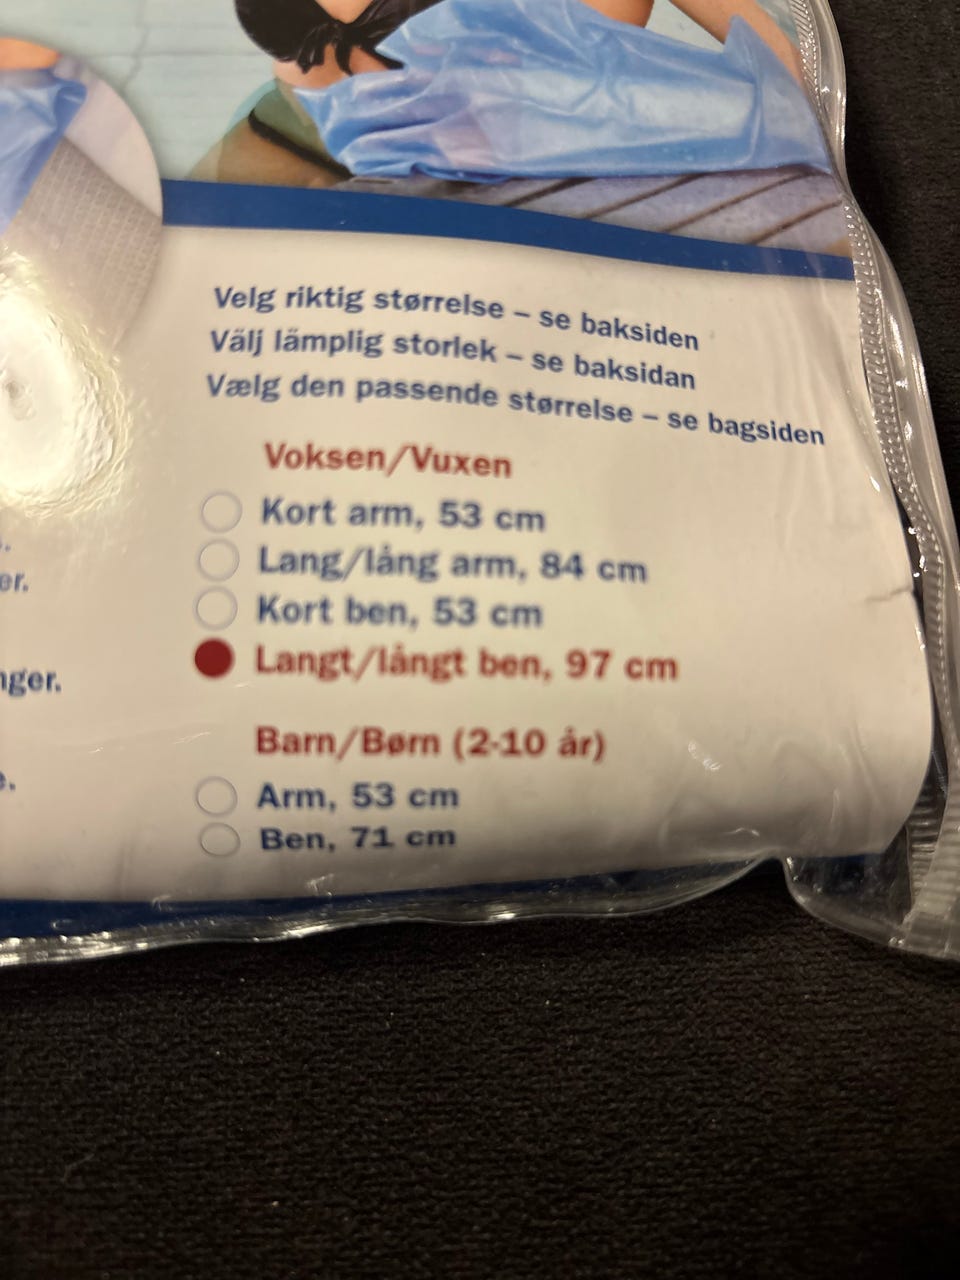 Velg riktig størrelse – se baksiden
Välj lämplig storlek – se baksidan
Vælg den passende størrelse – se bagsiden
Voksen/Vuxen
Kort arm, 53 cm
Lang/lång arm, 84 cm
Kort ben, 53 cm
Langt/långt ben, 97 cm
Barn/Børn (2-10 år)
Arm, 53 cm
Ben, 71 cm